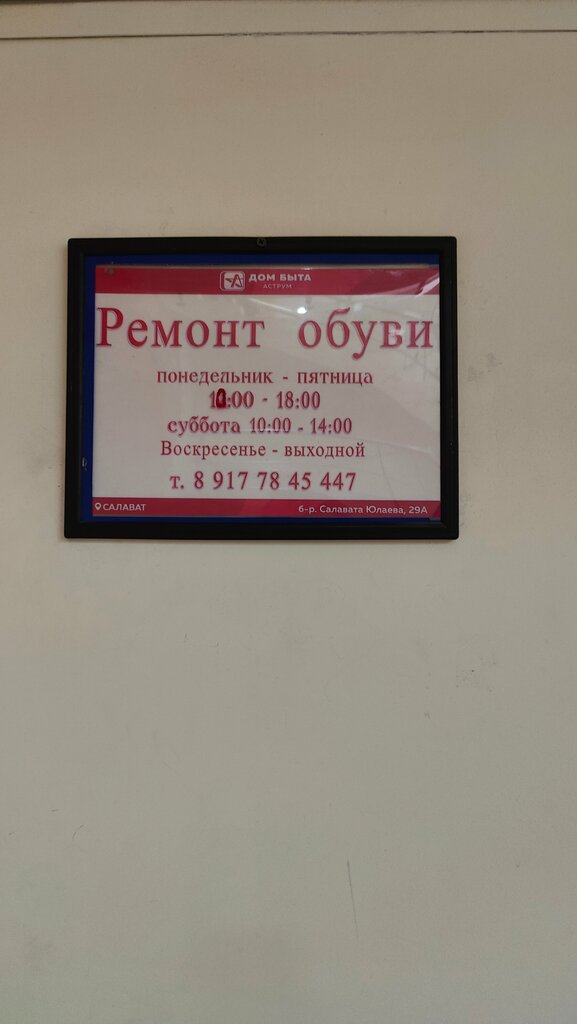 ДОМ БЫТА
АСТРУМ
Ремонт обуви
понедельник - пятница
10:00 - 18:00
суббота 10:00 - 14:00
Воскресенье - выходной
т. 8 917 78 45 447
САЛАВАТ
б-р. Салавата Юлаева, 29А